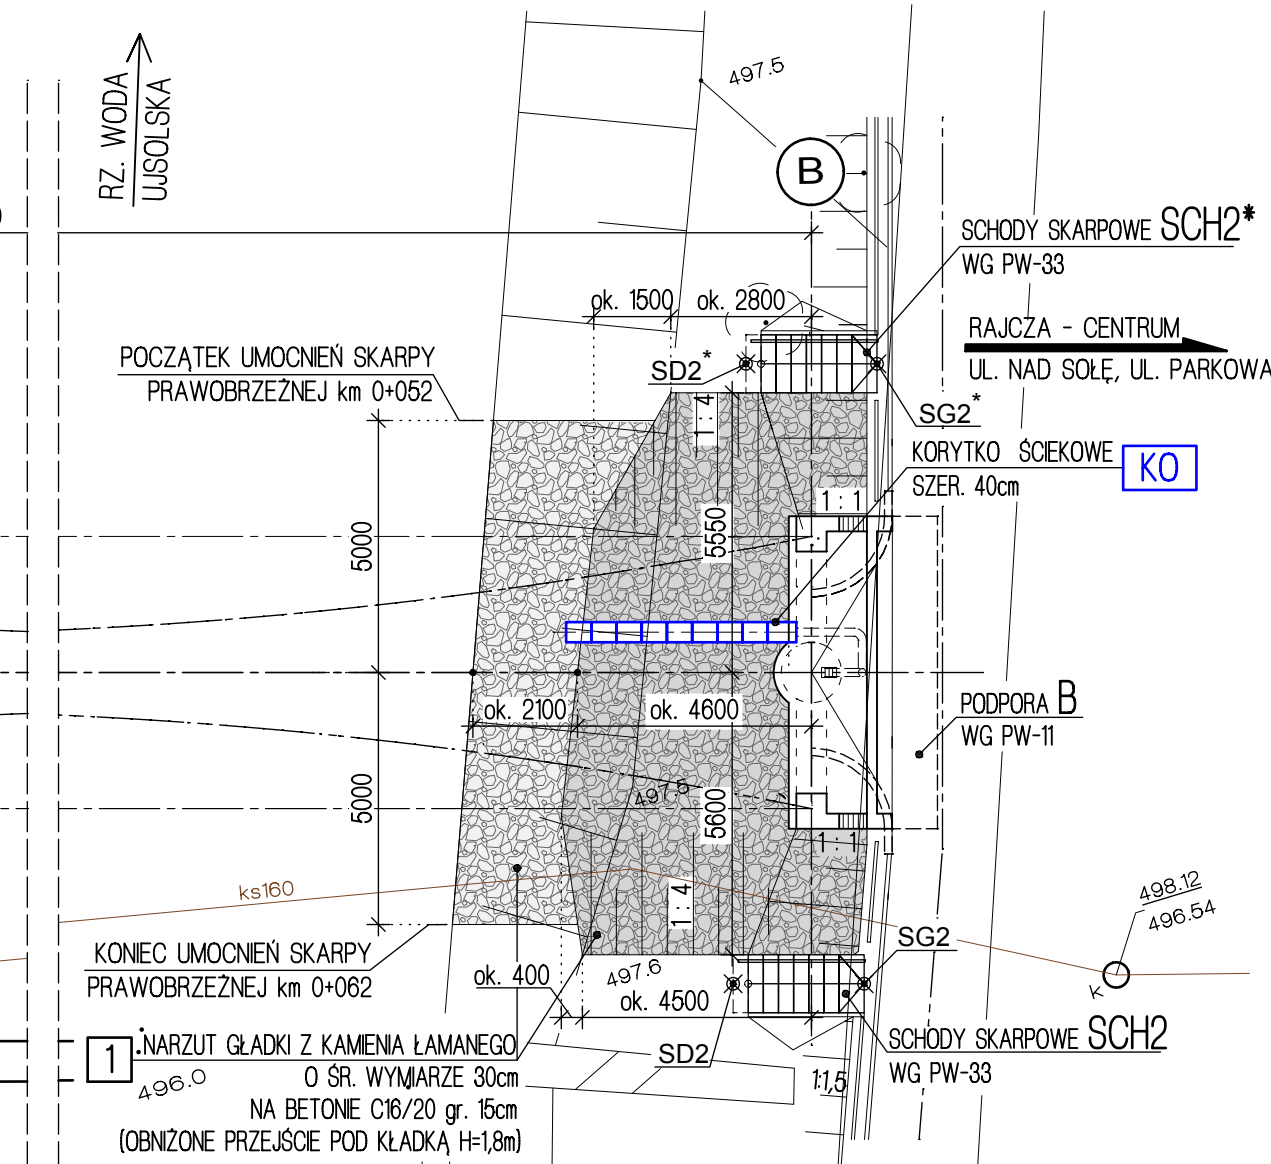 RZ. WODA
UJSOLSKA
497.5
B
SCHODY SKARPOWE SCH2*
WG PW-33
RAJCZA - CENTRUM
UL. NAD SOŁĘ, UL. PARKOWA
ok. 1500
ok. 2800
POCZĄTEK UMOCNIEŃ SKARPY
PRAWOBRZEŻNEJ km 0+052
SD2*
SG2*
1 : 4
KORYTKO ŚCIEKOWE
SZER. 40cm
KO
1 : 1
5000
5550
ok. 2100
ok. 4600
PODPORA B
WG PW-11
5000
497.5
5600
1 : 1
ks160
1 : 4
498.12
496.54
k
KONIEC UMOCNIEŃ SKARPY
PRAWOBRZEŻNEJ km 0+062
SG2
ok. 400
497.6
ok. 4500
SCHODY SKARPOWE SCH2
WG PW-33
SD2
1:1,5
1
NARZUT GŁADKI Z KAMIENIA ŁAMANEGO
O ŚR. WYMIARZE 30cm
NA BETONIE C16/20 gr. 15cm
(OBNIŻONE PRZEJŚCIE POD KŁADKĄ H=1,8m)
496.0